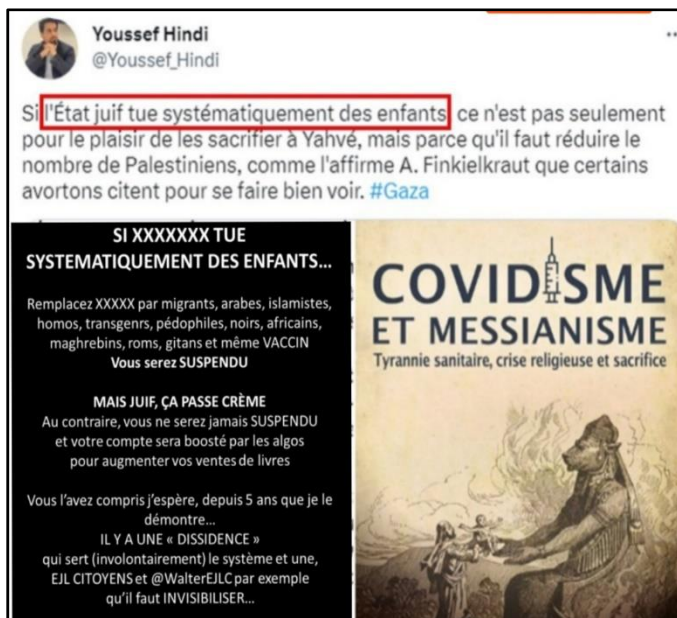 Youssef Hindi
@Youssef_Hindi
Si l'État juif tue systématiquement des enfants, ce n'est pas seulement
pour le plaisir de les sacrifier à Yahvé, mais parce qu'il faut réduire le
nombre de Palestiniens, comme l'affirme A. Finkielkraut que certains
avortons citent pour se faire bien voir. #Gaza
SI XXXXXXX TUE
SYSTEMATIQUEMENT DES ENFANTS...
Remplacez XXXXX par migrants, arabes, islamistes,
homos, transgenrs, pédophiles, noirs, africains,
maghrebins, roms, gitans et même VACCIN
Vous serez SUSPENDU
MAIS JUIF, ÇA PASSE CRÈME
Au contraire, vous ne serez jamais SUSPENDU
et votre compte sera boosté par les algos
pour augmenter vos ventes de livres
Vous l'avez compris j'espère, depuis 5 ans que je le
démontre...
IL Y A UNE « DISSIDENCE »
qui sert (involontairement) le système et une,
EJL CITOYENS et @WalterEJLC par exemple
qu'il faut INVISIBILISER...
COVIDISME
ET MESSIANISME
Tyrannie sanitaire, crise religieuse et sacrifice